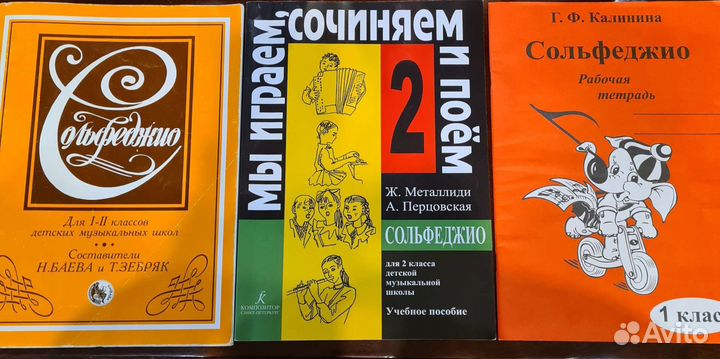 Сольфеджио
Для I-II классов
детских музыкальных школ
Составители
Н.БАЕВА и Т.ЗЕБРЯК
мы играем,
сочиняем
и поём
2
Ж. Металлиди
А. Перцовская
СОЛЬФЕДЖИО
для 2 класса
детской
музыкальной
школы
Учебное пособие
КОМПОЗИТОР
САНКТ-ПЕТЕРБУРГ
Г. Ф. Калинина
Сольфеджио
Рабочая
тетрадь
1 клас
Avito